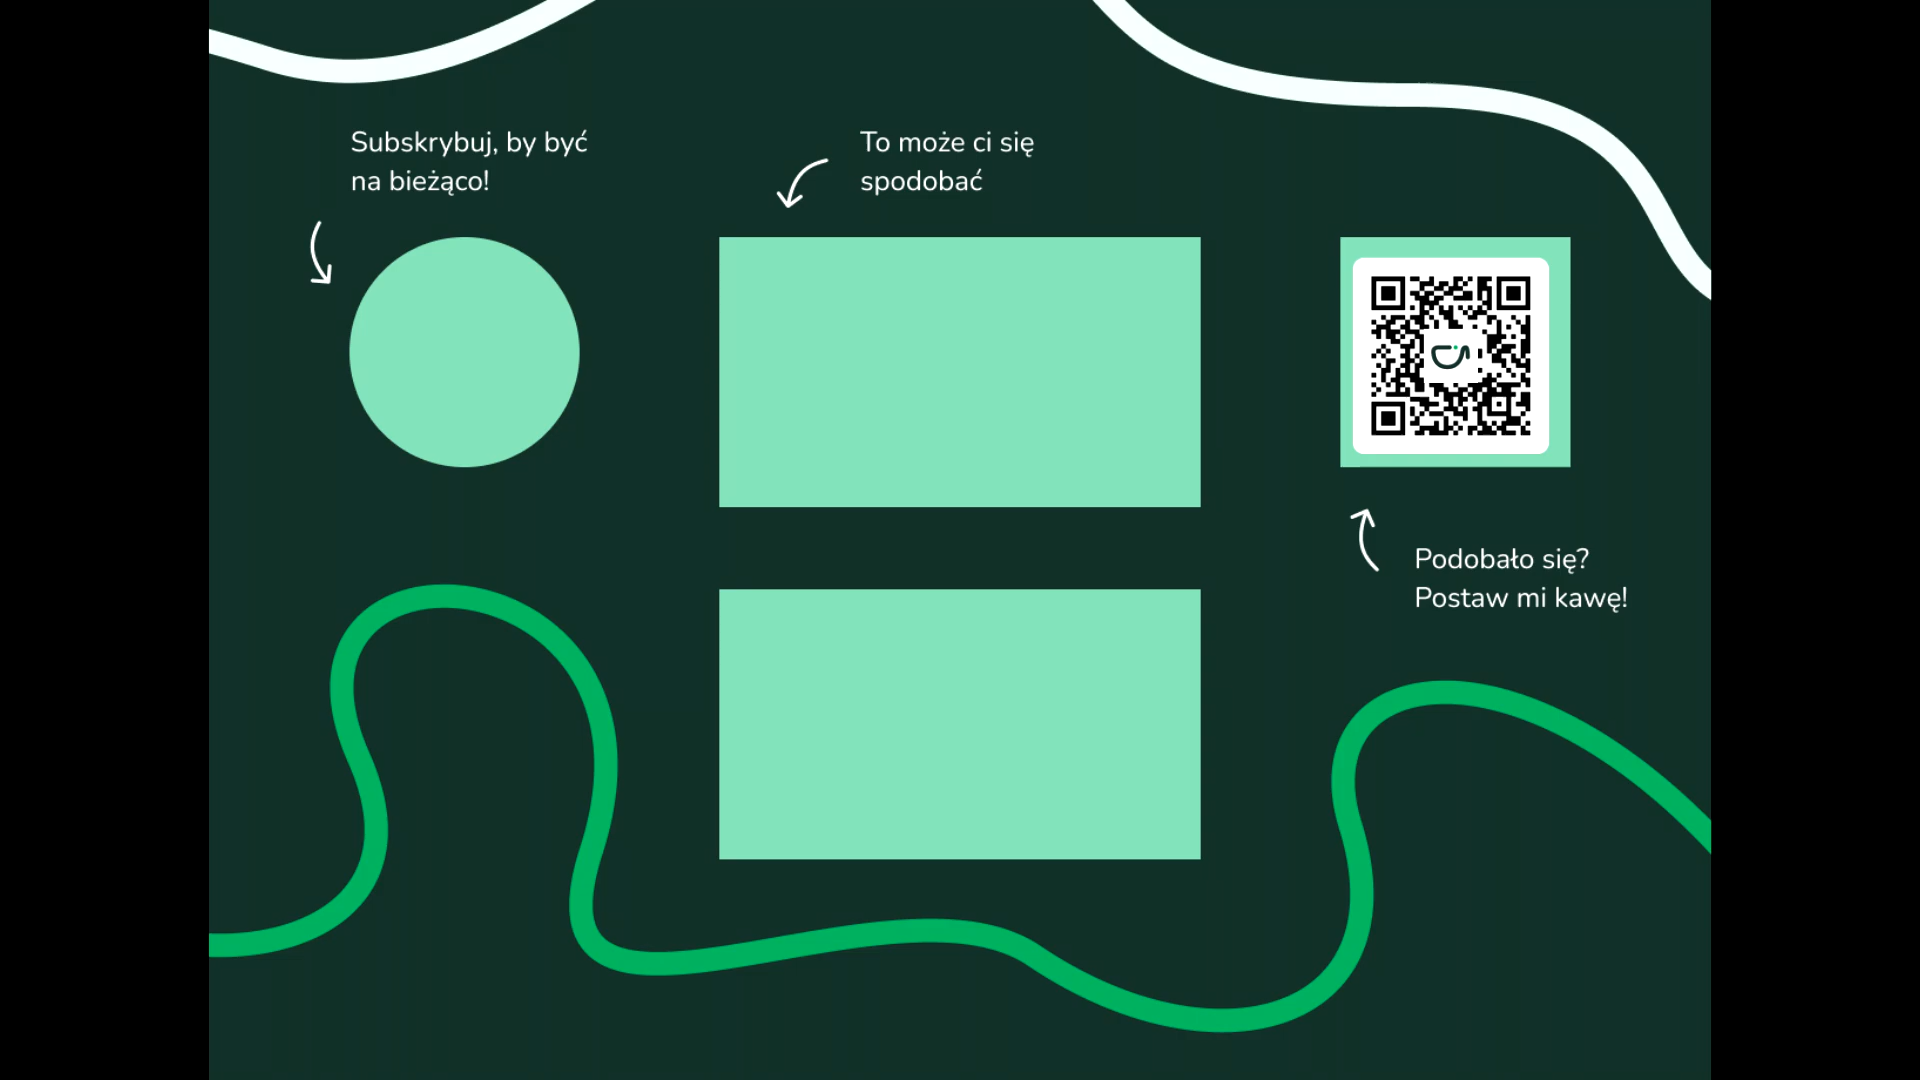 Subskrybuj, by być
na bieżąco!
To może ci się
spodobać
Podobało się?
Postaw mi kawę!